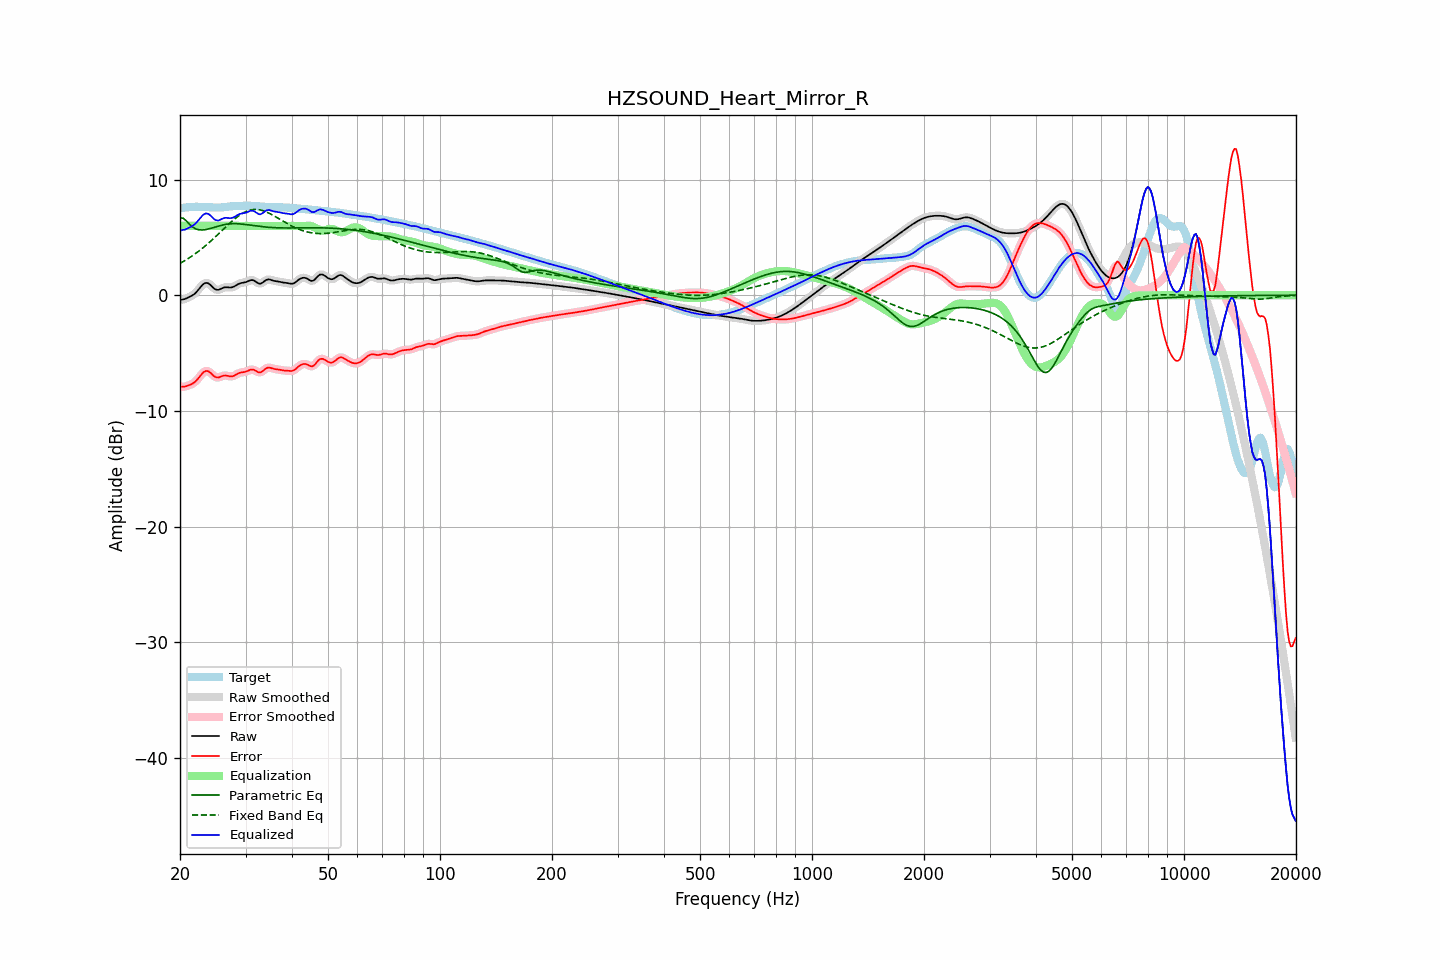 HZSOUND_Heart_Mirror_R
Amplitude (dBr)
10
0
−10
−20
−30
−40
Target
Raw Smoothed
Error Smoothed
Raw
Error
Equalization
Parametric Eq
Fixed Band Eq
Equalized
20 50 100 200 500 1000 2000 5000 10000 20000
Frequency (Hz)